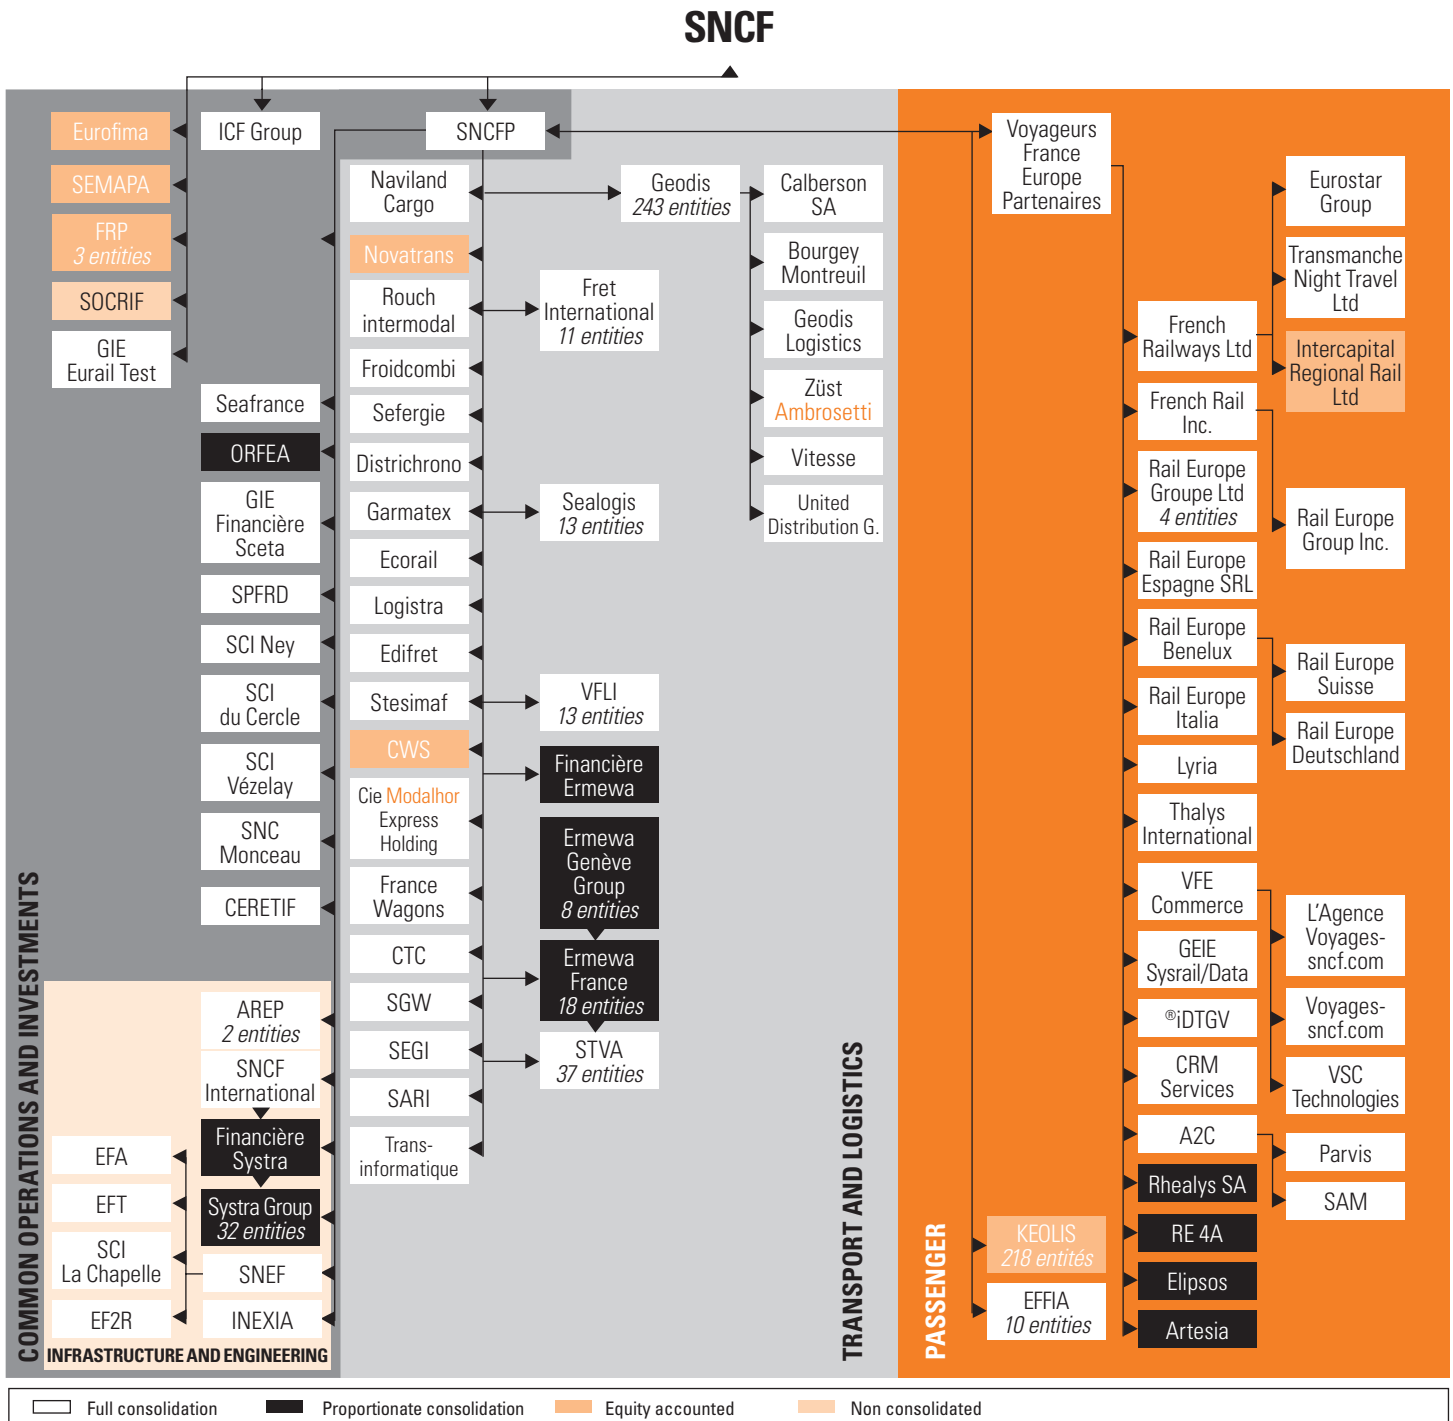 SNCF
Eurofima
SEMAPA
FRP
3 entities
SOCRIF
GIE
Eurail Test
ICF Group
Seafrance
ORFEA
GIE
Financière
Sceta
SPFRD
SCI Ney
SCI
du Cercle
SCI
Vézelay
SNC
Monceau
CERETIF
COMMON OPERATIONS AND INVESTMENTS
AREP
2 entities
SNCF
International
Financière
Systra
Systra Group
32 entities
SNEF
INEXIA
EFA
EFT
SCI
La Chapelle
EF2R
INFRASTRUCTURE AND ENGINEERING
SNCFP
Naviland
Cargo
Novatrans
Rouch
intermodal
Froidcombi
Sefergie
Districhrono
Garmatex
Ecorail
Logistra
Edifret
Stesimaf
CWS
Cie Modalhor
Express
Holding
France
Wagons
CTC
SGW
SEGI
SARI
Trans-
informatique
Geodis
243 entities
Fret
International
11 entities
Sealogis
13 entities
VFLI
13 entities
Financière
Ermewa
Ermewa
Genève
Group
8 entities
Ermewa
France
18 entities
STVA
37 entities
Calberson
SA
Bourgey
Montreuil
Geodis
Logistics
Züst
Ambrosetti
Vitesse
United
Distribution G.
TRANSPORT AND LOGISTICS
Voyageurs
France
Europe
Partenaires
KEOLIS
218 entités
EFFIA
10 entities
PASSENGER
French
Railways Ltd
French Rail
Inc.
Rail Europe
Groupe Ltd
4 entities
Rail Europe
Espagne SRL
Rail Europe
Benelux
Rail Europe
Italia
Lyria
Thalys
International
VFE
Commerce
GEIE
Sysrail/Data
®iDTGV
CRM
Services
A2C
Rhealys SA
RE 4A
Elipsos
Artesia
Eurostar
Group
Transmanche
Night Travel
Ltd
Intercapital
Regional Rail
Ltd
Rail Europe
Group Inc.
Rail Europe
Suisse
Rail Europe
Deutschland
L'Agence
Voyages-
sncf.com
Voyages-
sncf.com
VSC
Technologies
Parvis
SAM
Full consolidation
Proportionate consolidation
Equity accounted
Non consolidated